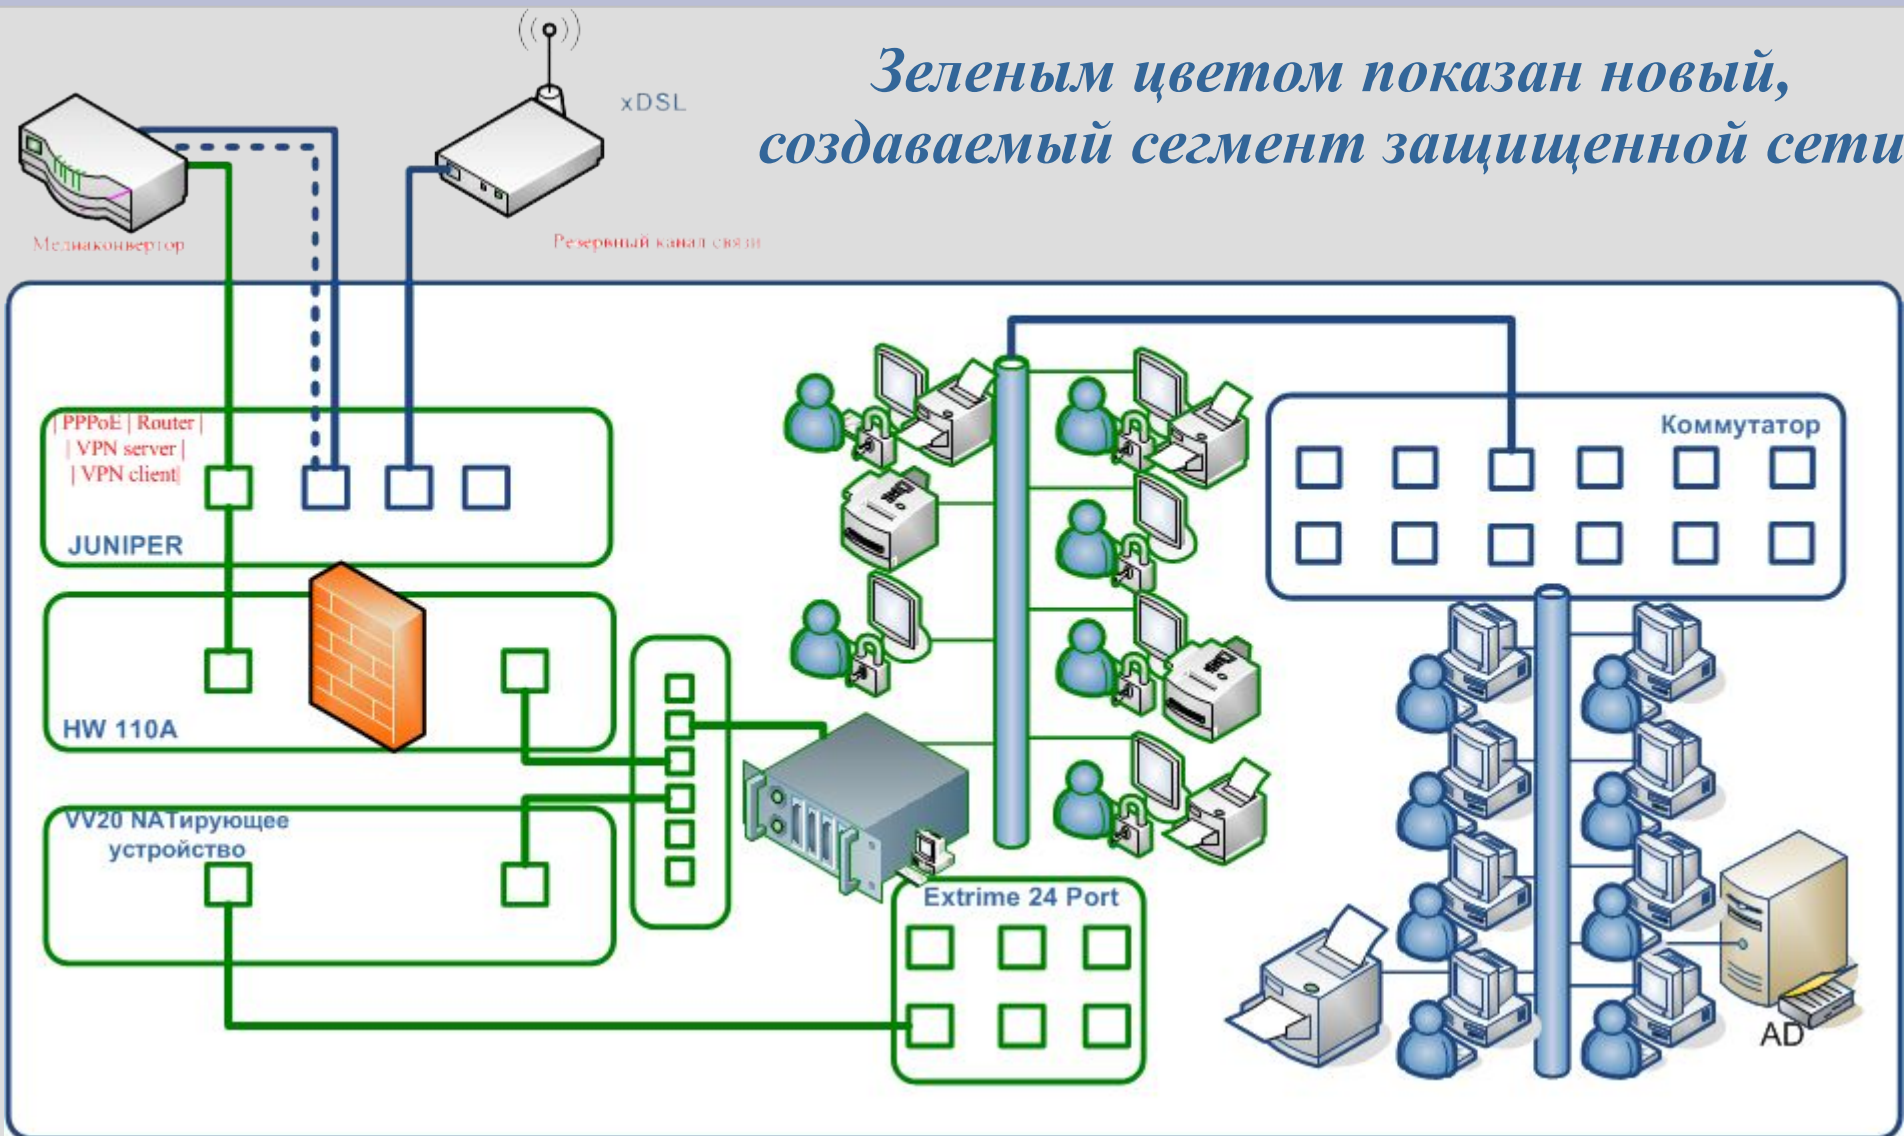 Зеленым цветом показан новый,
создаваемый сегмент защищенной сети
xDSL
Медиаконвертор
Резервный канал связи
| PPPoE | Router |
| VPN server |
| VPN client|
JUNIPER
HW 110A
VV20 NATирующее
устройство
Extrime 24 Port
Коммутатор
AD